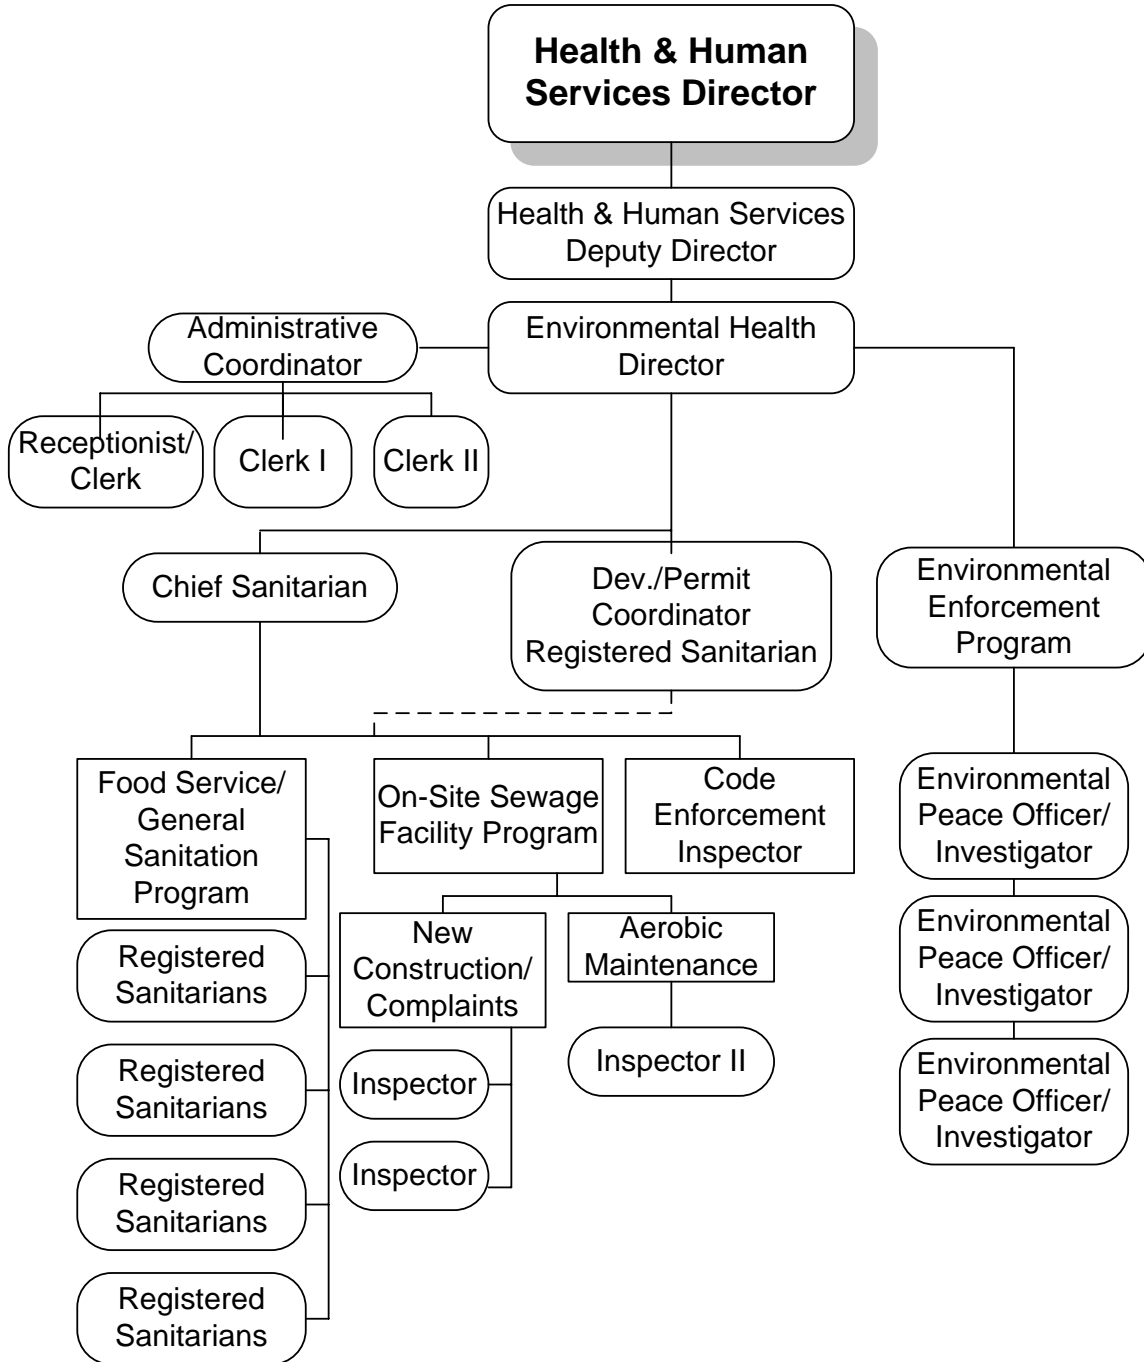 Health & Human
Services Director
Health & Human Services
Deputy Director
Administrative
Coordinator
Environmental Health
Director
Receptionist/
Clerk
Clerk I
Clerk II
Chief Sanitarian
Dev./Permit
Coordinator
Registered Sanitarian
Environmental
Enforcement
Program
Food Service/
General
Sanitation
Program
On-Site Sewage
Facility Program
Code
Enforcement
Inspector
Environmental
Peace Officer/
Investigator
New
Construction/
Complaints
Aerobic
Maintenance
Environmental
Peace Officer/
Investigator
Registered
Sanitarians
Inspector
Inspector II
Environmental
Peace Officer/
Investigator
Registered
Sanitarians
Inspector
Registered
Sanitarians
Registered
Sanitarians